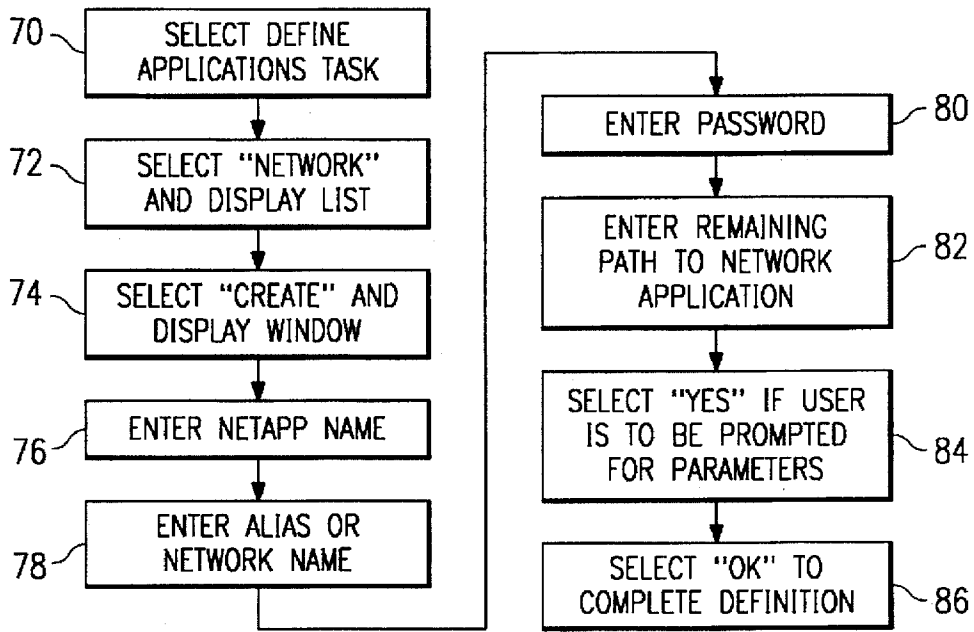 70
SELECT DEFINE
APPLICATIONS TASK
72
SELECT "NETWORK"
AND DISPLAY LIST
74
SELECT "CREATE" AND
DISPLAY WINDOW
76
ENTER NETAPP NAME
78
ENTER ALIAS OR
NETWORK NAME
ENTER PASSWORD
80
ENTER REMAINING
PATH TO NETWORK
APPLICATION
82
SELECT "YES" IF USER
IS TO BE PROMPTED
FOR PARAMETERS
84
SELECT "OK" TO
COMPLETE DEFINITION
86